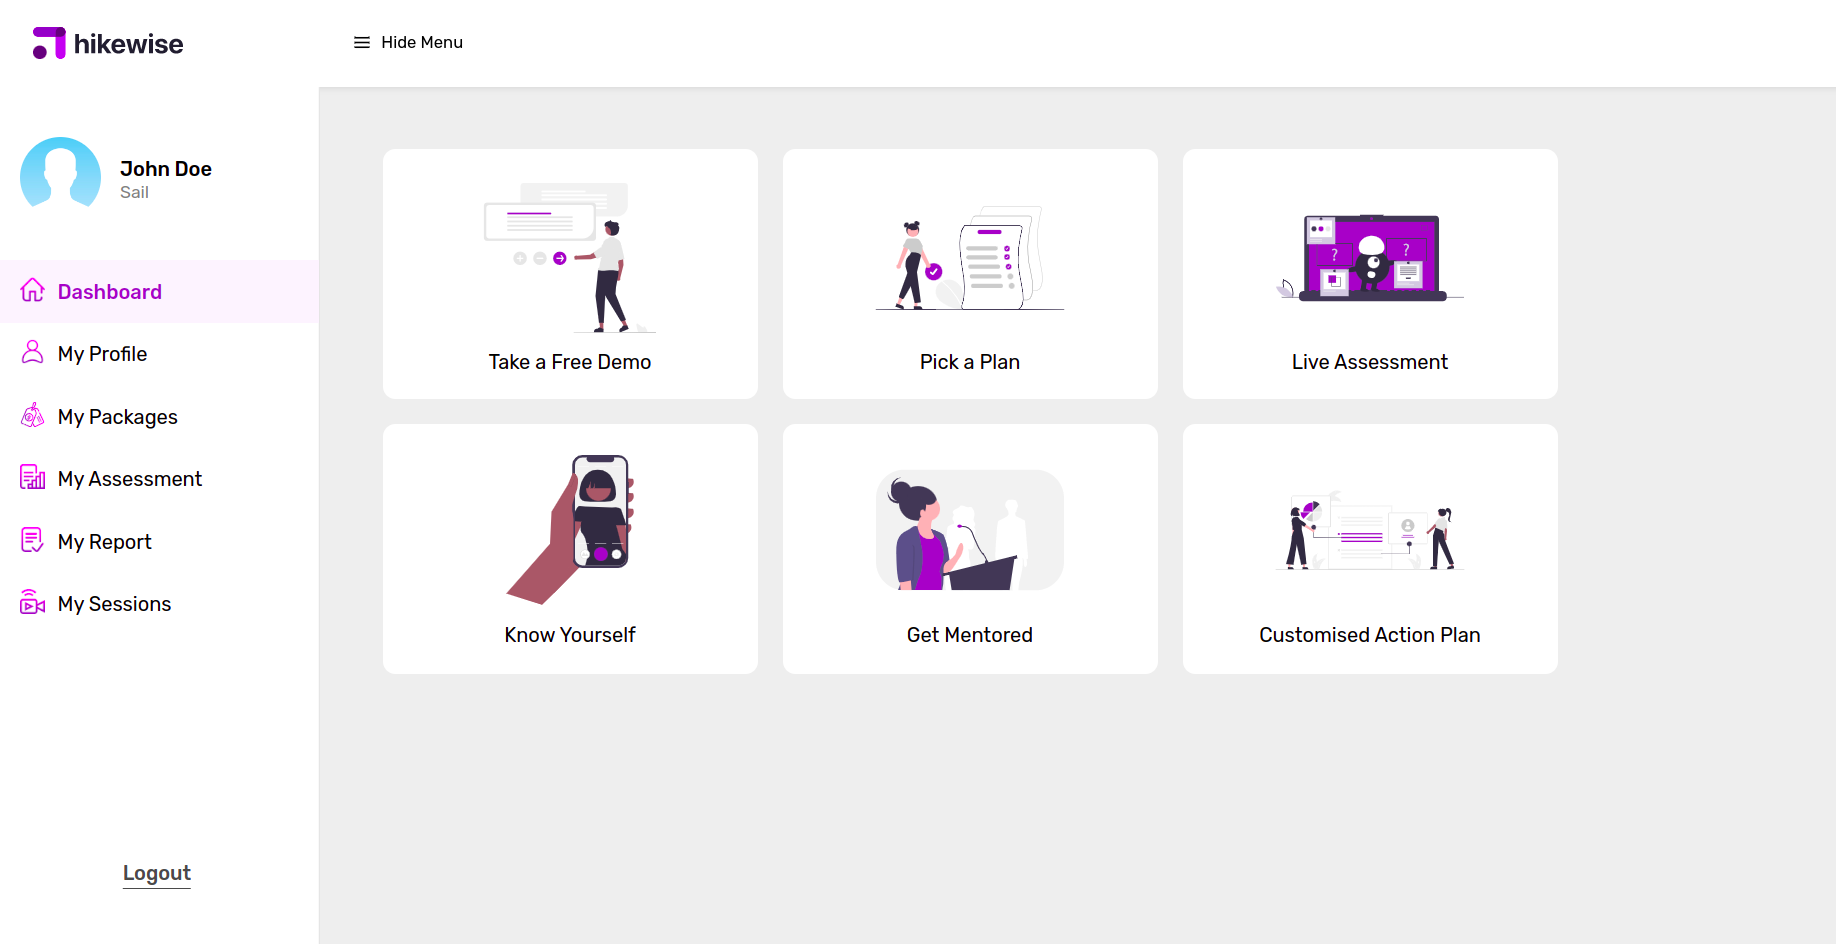 hikewise
Hide Menu
John Doe
Sail
Dashboard
My Profile
My Packages
My Assessment
My Report
My Sessions
Logout
Take a Free Demo
Pick a Plan
Live Assessment
? ?
Know Yourself
Get Mentored
Customised Action Plan